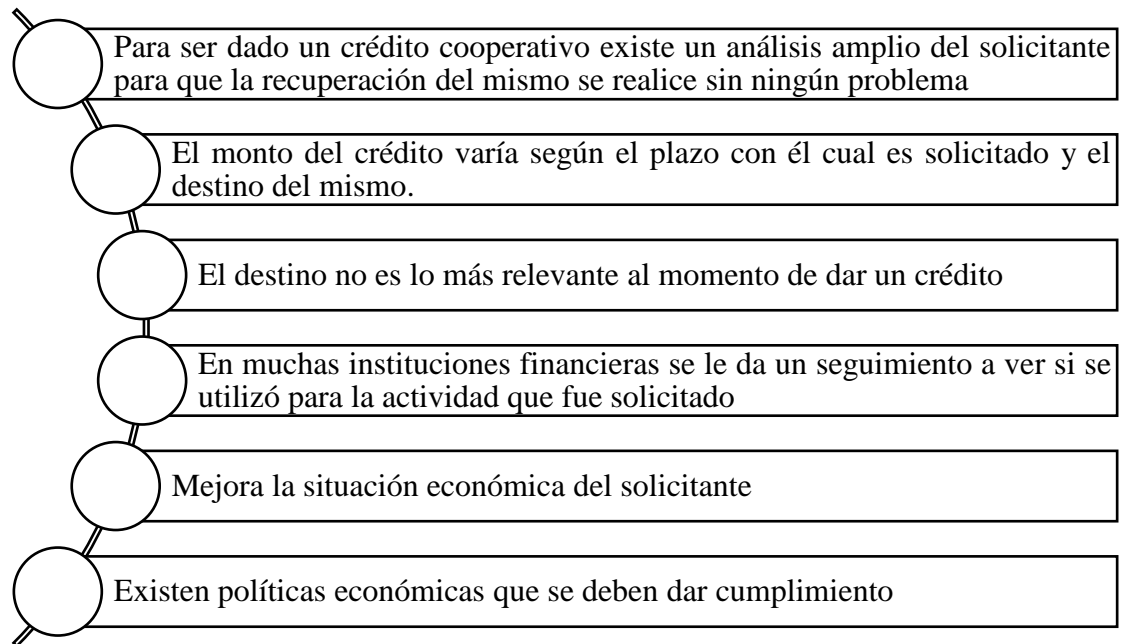 Para ser dado un crédito cooperativo existe un análisis amplio del solicitante
para que la recuperación del mismo se realice sin ningún problema
El monto del crédito varía según el plazo con él cual es solicitado y el
destino del mismo.
El destino no es lo más relevante al momento de dar un crédito
En muchas instituciones financieras se le da un seguimiento a ver si se
utilizó para la actividad que fue solicitado
Mejora la situación económica del solicitante
Existen políticas económicas que se deben dar cumplimiento